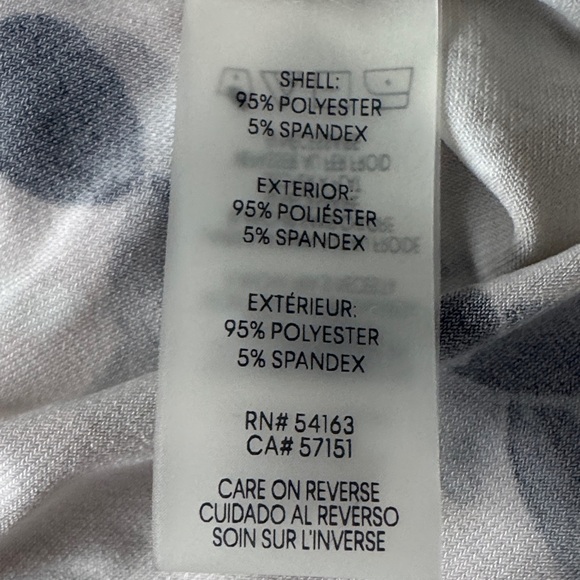 SHELL:
95% POLYESTER
5% SPANDEX
EXTERIOR:
95% POLIÉSTER
5% SPANDEX
EXTÉRIEUR:
95% POLYESTER
5% SPANDEX
RN# 54163
CA# 57151
CARE ON REVERSE
CUIDADO AL REVERSO
SOIN SUR L'INVERSE